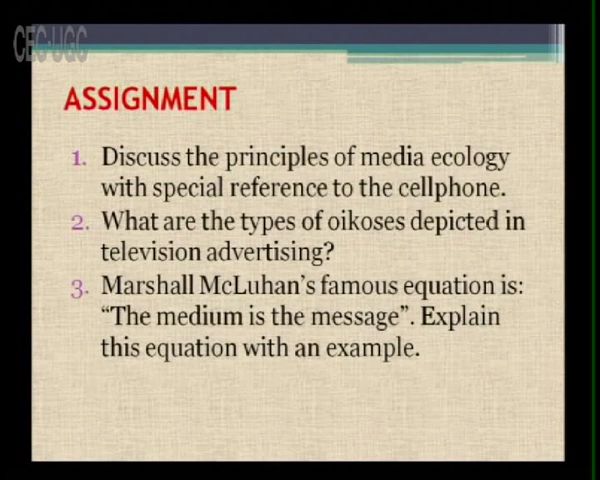 CEC-UGC
ASSIGNMENT
1. Discuss the principles of media ecology
with special reference to the cellphone.
2. What are the types of oikoses depicted in
television advertising?
3. Marshall McLuhan's famous equation is:
“The medium is the message”. Explain
this equation with an example.